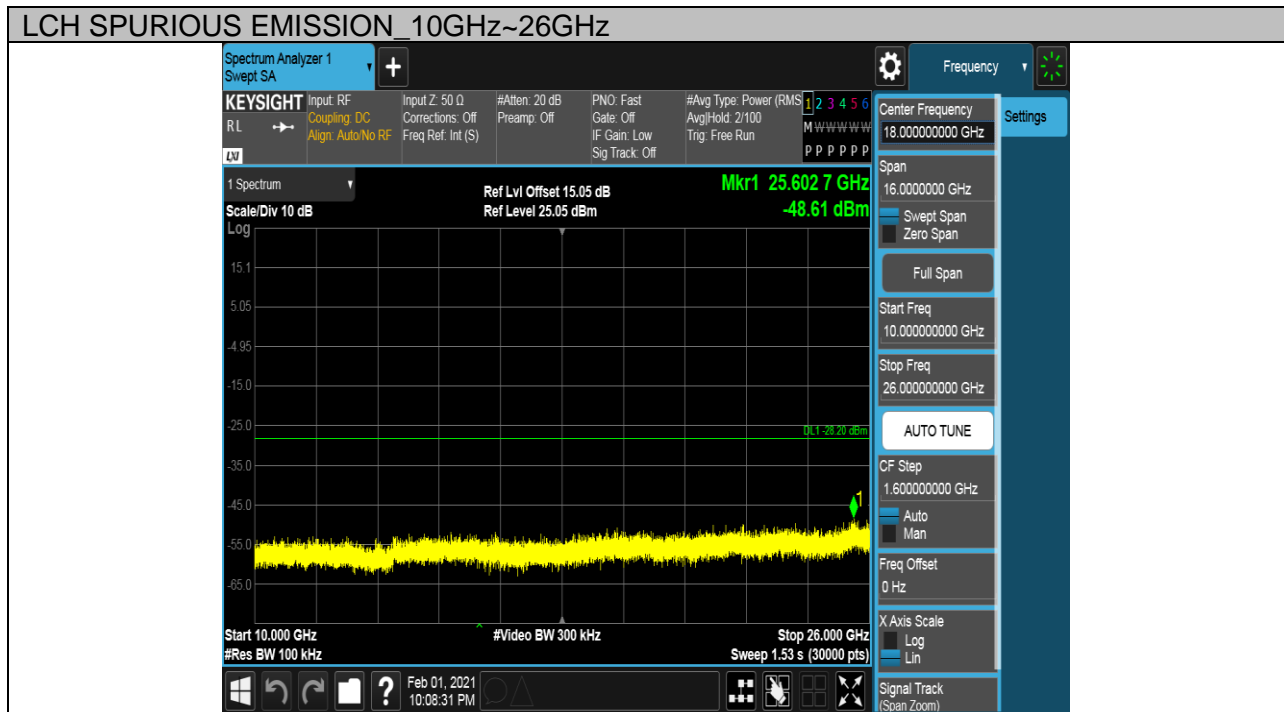 LCH SPURIOUS EMISSION_10GHz~26GHz
Spectrum Analyzer 1
Swept SA
+
Frequency
KEYSIGHT
RL
LXI
Input: RF
Coupling: DC
Align: Auto/No RF
Input Z: 50 Ω
Corrections: Off
Freq Ref: Int (S)
#Atten: 20 dB
Preamp: Off
PNO: Fast
Gate: Off
IF Gain: Low
Sig Track: Off
#Avg Type: Power (RMS
Avg|Hold: 2/100
Trig: Free Run
1 2 3 4 5 6
M W W W W W
P P P P P P
1 Spectrum
Scale/Div 10 dB
Ref Lvl Offset 15.05 dB
Ref Level 25.05 dBm
Mkr1 25.602 7 GHz
-48.61 dBm
Log
15.1
5.05
-4.95
-15.0
-25.0
-35.0
-45.0
-55.0
-65.0
DL1 -28.20 dBm
1
Start 10.000 GHz
#Res BW 100 kHz
#Video BW 300 kHz
Stop 26.000 GHz
Sweep 1.53 s (30000 pts)
?
Feb 01, 2021
10:08:31 PM
Center Frequency
18.00000000 GHz
Settings
Span
16.0000000 GHz
Swept Span
Zero Span
Full Span
Start Freq
10.000000000 GHz
Stop Freq
26.000000000 GHz
AUTO TUNE
CF Step
1.600000000 GHz
Auto
Man
Freq Offset
0 Hz
X Axis Scale
Log
Lin
Signal Track
(Span Zoom)